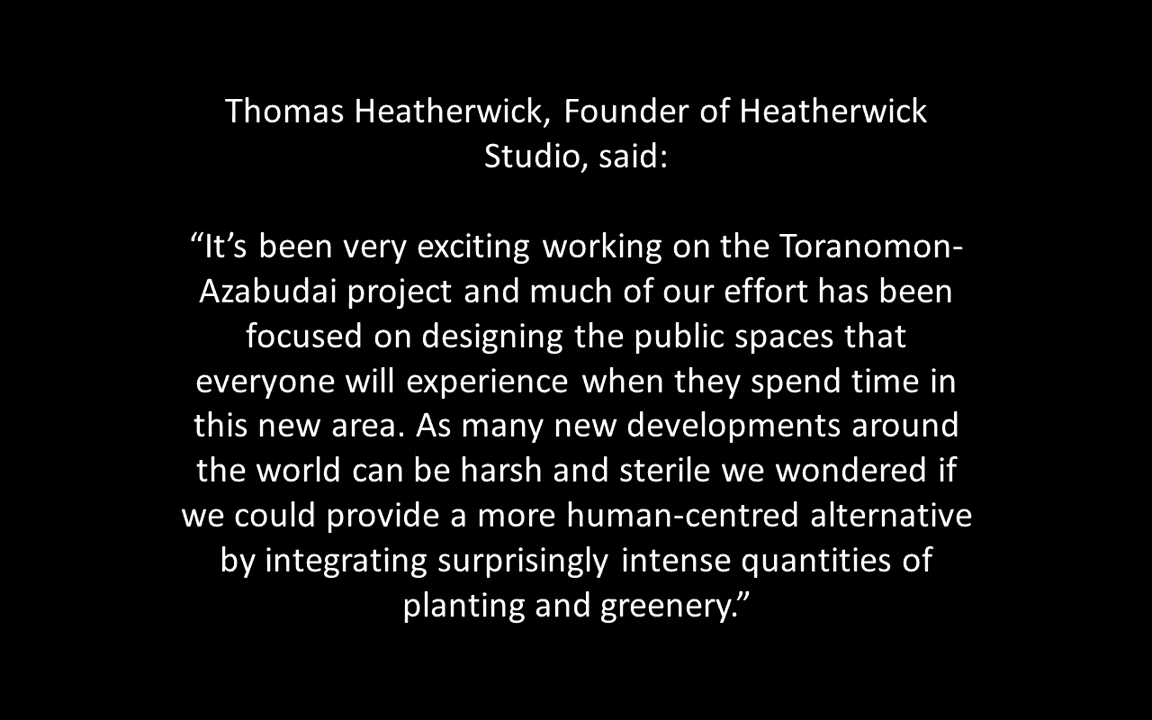 Thomas Heatherwick, Founder of Heatherwick
Studio, said:
“It’s been very exciting working on the Toranomon-
Azabudai project and much of our effort has been
focused on designing the public spaces that
everyone will experience when they spend time in
this new area. As many new developments around
the world can be harsh and sterile we wondered if
we could provide a more human-centred alternative
by integrating surprisingly intense quantities of
planting and greenery.”